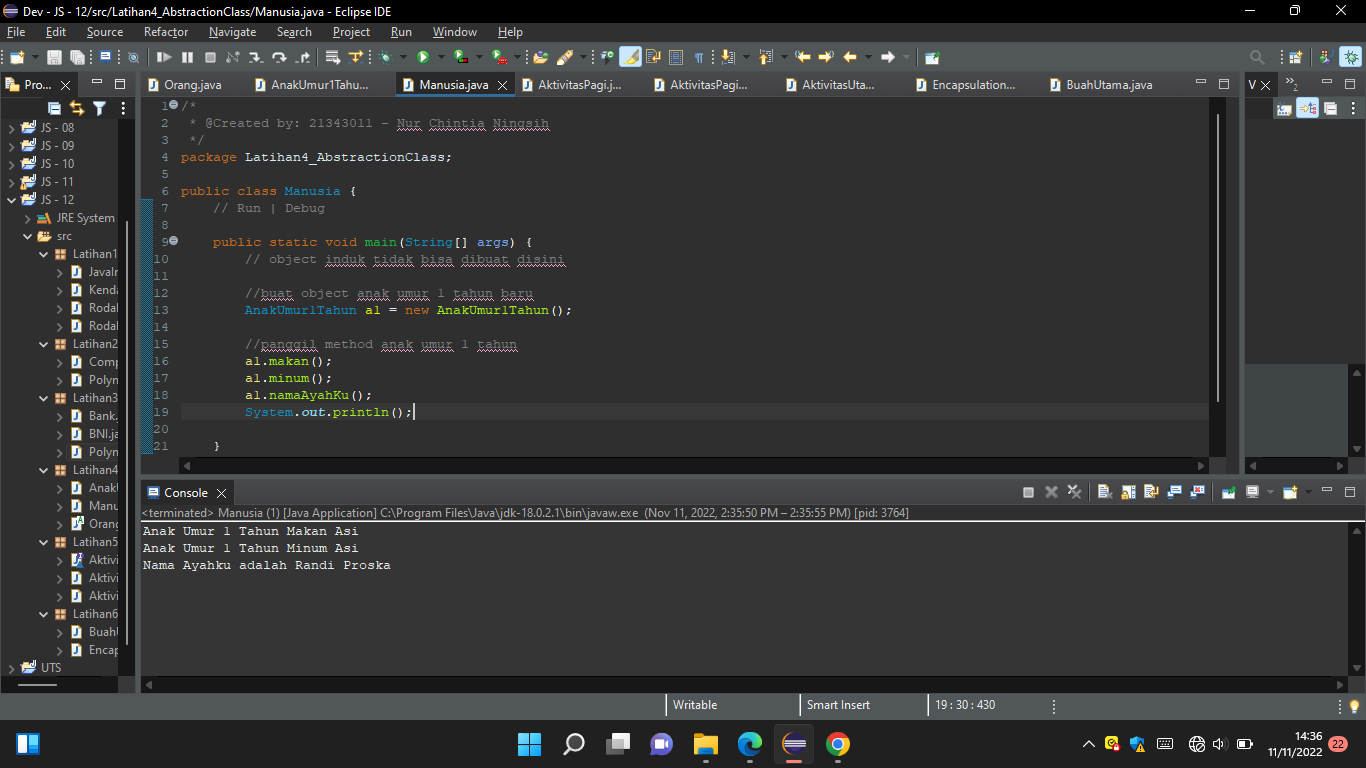 Dev - JS - 12/src/Latihan4_AbstractionClass/Manusia.java - Eclipse IDE
File Edit Source Refactor Navigate Search Project Run Window Help
Pro...
Orang.java AnakUmur1Tahu... Manusia.java AktivitasPagi.j... AktivitasPagi... AktivitasUta... Encapsulation... BuahUtama.java
V
»2
JS - 08
JS - 09
JS - 10
JS - 11
JS - 12
JRE System
src
Latihan1
JavaIn
Kenda
Rodal
Rodal
Latihan2
Comp
Polyn
Latihan3
Bank.
BNI.ja
Polyn
Latihan4
AnakU
Manu
Orang
Latihan5
Aktivi
Aktivi
Aktivi
Latihan6
BuahU
Encap
UTS
1 /*
2 * @Created by: 21343011 - Nur Chintia Ningsih
3 */
4 package Latihan4_AbstractionClass;
5
6 public class Manusia {
7 // Run | Debug
8
9 public static void main(String[] args) {
10 // object induk tidak bisa dibuat disini
11
12 //buat object anak umur 1 tahun baru
13 AnakUmur1Tahun a1 = new AnakUmur1Tahun();
14
15 //panggil method anak umur 1 tahun
16 a1.makan();
17 a1.minum();
18 a1.namaAyahKu();
19 System.out.println();
20
21 }
Console
<terminated> Manusia (1) [Java Application] C:\Program Files\Java\jdk-18.0.2.1\bin\javaw.exe (Nov 11, 2022, 2:35:50 PM – 2:35:55 PM) [pid: 3764]
Anak Umur 1 Tahun Makan Asi
Anak Umur 1 Tahun Minum Asi
Nama Ayahku adalah Randi Proska
Writable Smart Insert 19 : 30 : 430
14:36
11/11/2022
22